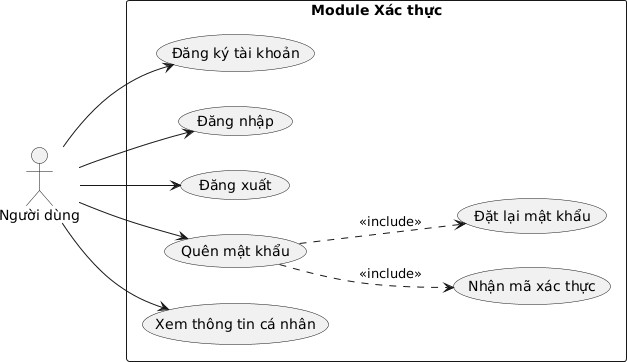 Module Xác thực
Đăng ký tài khoản
Đăng nhập
Đăng xuất
Người dùng
Quên mật khẩu
Xem thông tin cá nhân
«include»
Đặt lại mật khẩu
«include»
Nhận mã xác thực